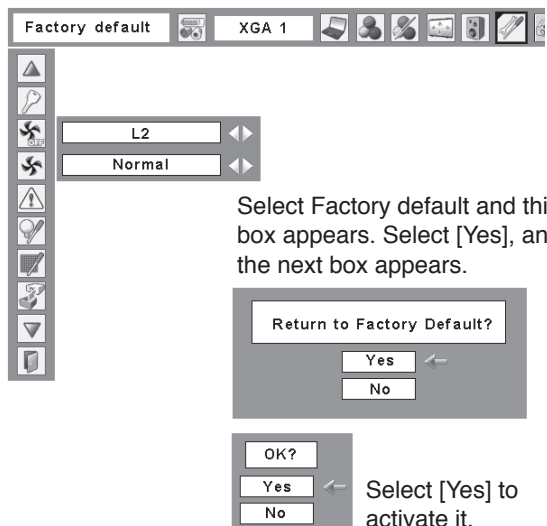 Factory default XGA 1
OFF
L2
Normal
Select Factory default and thi
box appears. Select [Yes], an
the next box appears.
Return to Factory Default?
Yes
No
OK?
Yes
No
Select [Yes] to
activate it.